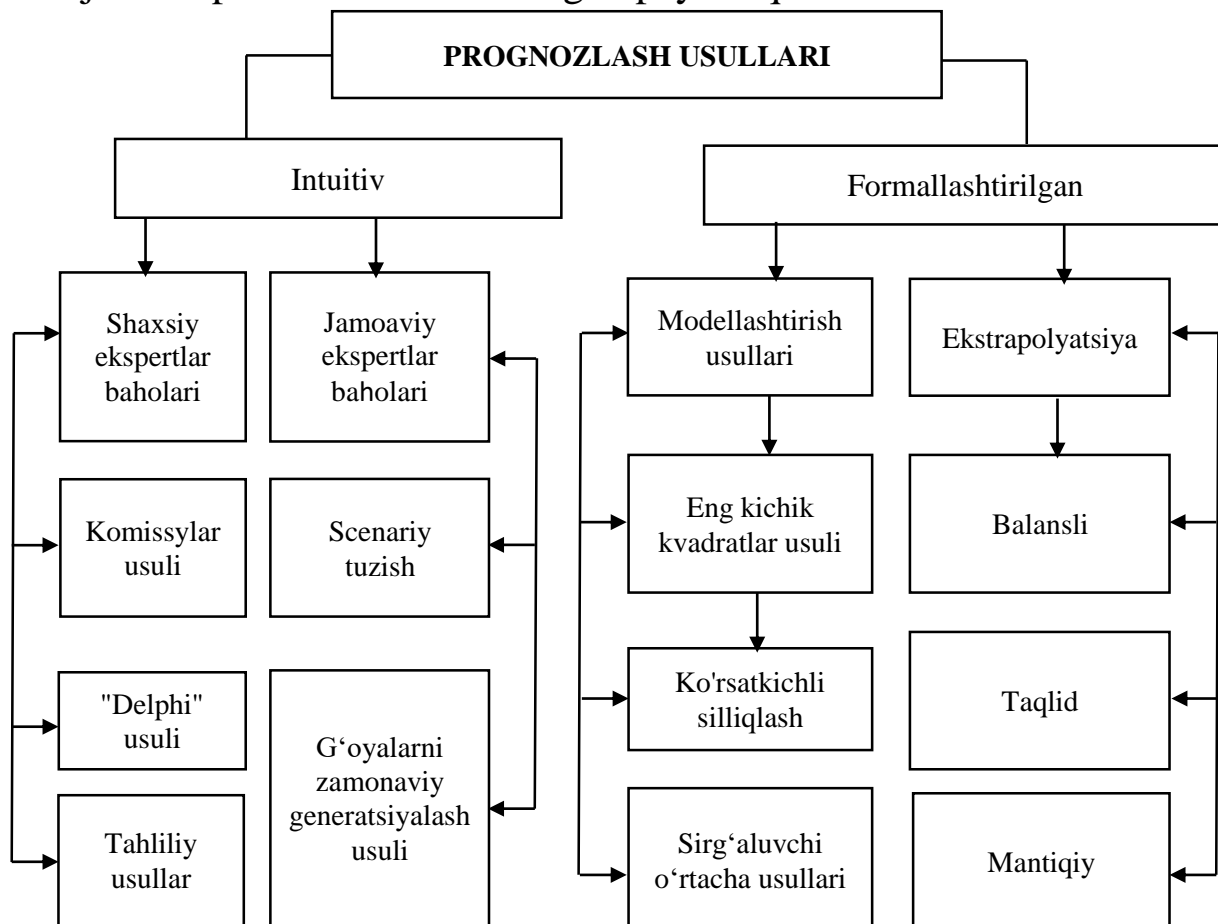 PROGNOZLASH USULLARI
Intuitiv
Formallashtirilgan
Shaxsiy
ekspertlar
baholari
Jamoaviy
ekspertlar
baholari
Modellashtirish
usullari
Ekstrapolyatsiya
Komissylar
usuli
Scenariy
tuzish
Eng kichik
kvadratlar usuli
Balansli
"Delphi"
usuli
G‘oyalarni
zamonaviy
generatsiyalash
usuli
Ko'rsatkichli
silliqlash
Taqlid
Tahliliy
usullar
Sirg‘aluvchi
o‘rtacha usullari
Mantiqiy